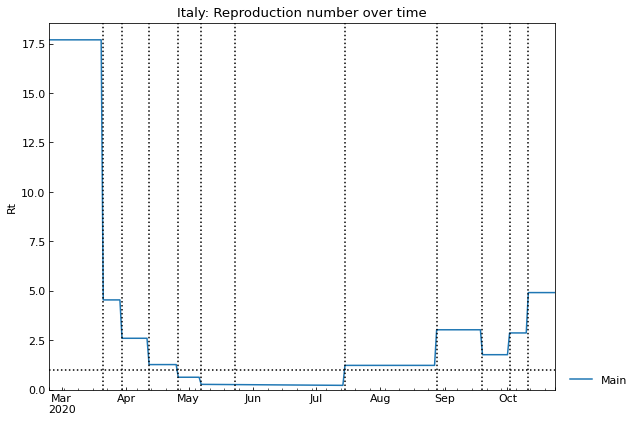 Italy: Reproduction number over time
17.5
15.0
12.5
10.0
7.5
5.0
2.5
0.0
Rt
Mar
2020
Apr
May
Jun
Jul
Aug
Sep
Oct
Main